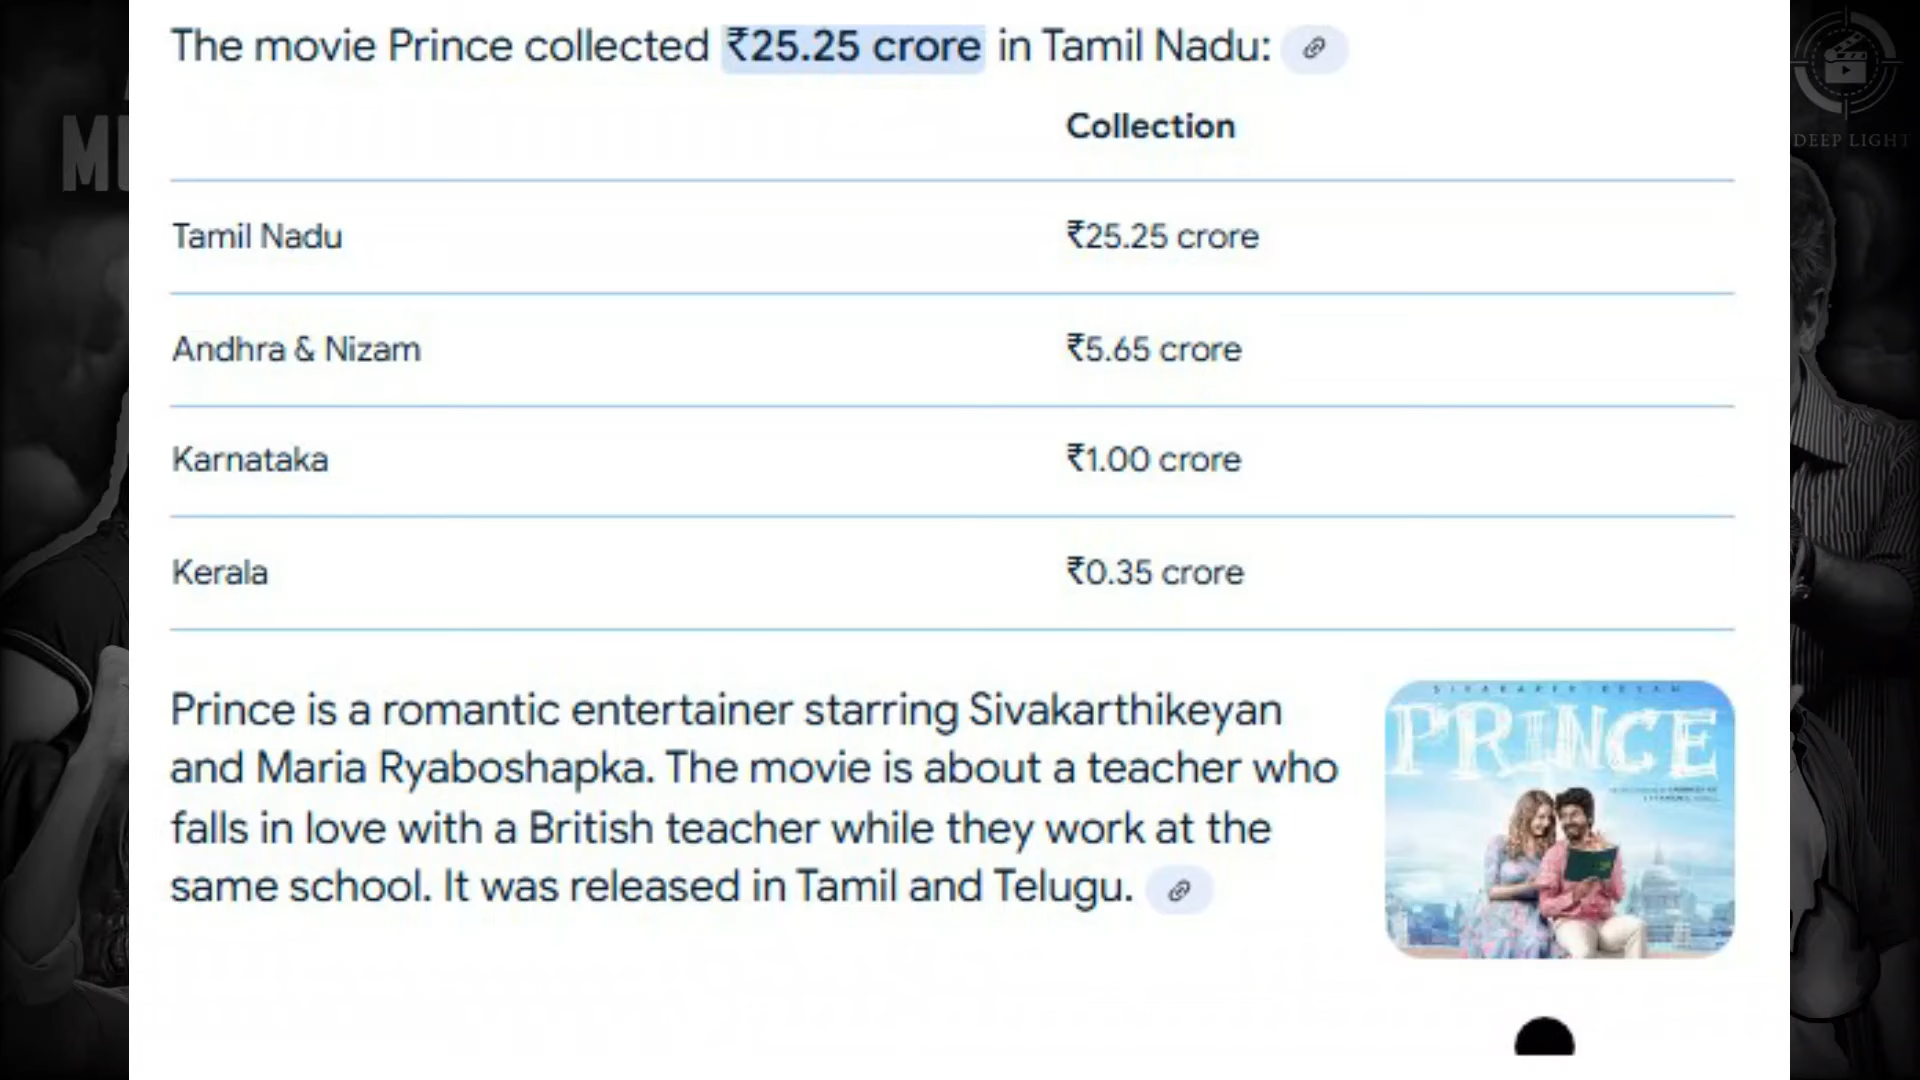 The movie Prince collected ₹25.25 crore in Tamil Nadu:
Collection
Tamil Nadu ₹25.25 crore
Andhra & Nizam ₹5.65 crore
Karnataka ₹1.00 crore
Kerala ₹0.35 crore
Prince is a romantic entertainer starring Sivakarthikeyan
and Maria Ryaboshapka. The movie is about a teacher who
falls in love with a British teacher while they work at the
same school. It was released in Tamil and Telugu.
SIVAKARTHIKEYAN
PRINCE
DEEP LIGHT